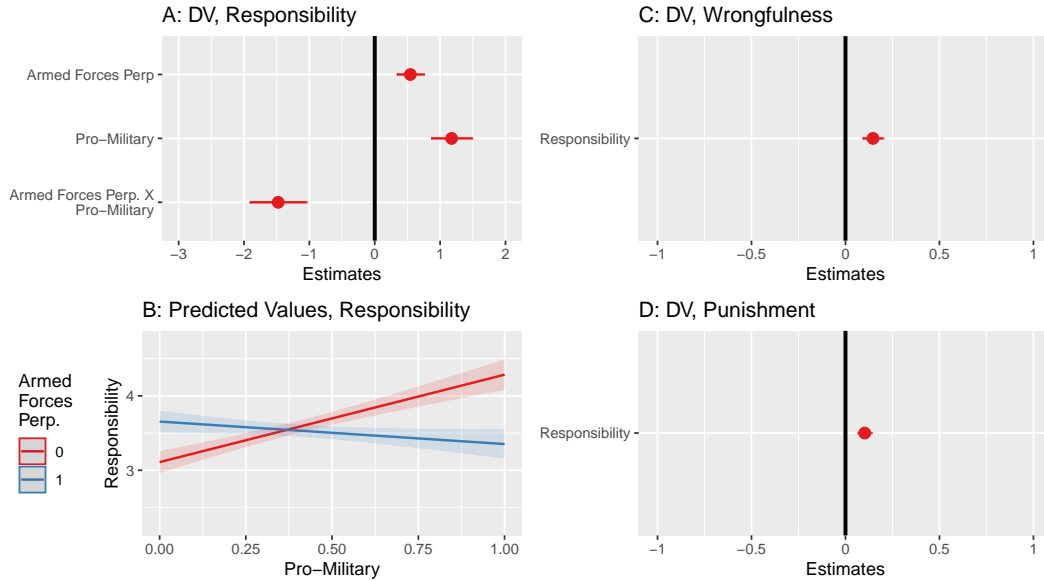 A: DV, Responsibility
Armed Forces Perp
Pro−Military
Armed Forces Perp. X
Pro−Military
−3 −2 −1 0 1 2
Estimates
C: DV, Wrongfulness
Responsibility
−1 −0.5 0 0.5 1
Estimates
B: Predicted Values, Responsibility
Armed
Forces
Perp.
0
1
Responsibility
4
3
0.00 0.25 0.50 0.75 1.00
Pro−Military
D: DV, Punishment
Responsibility
−1 −0.5 0 0.5 1
Estimates